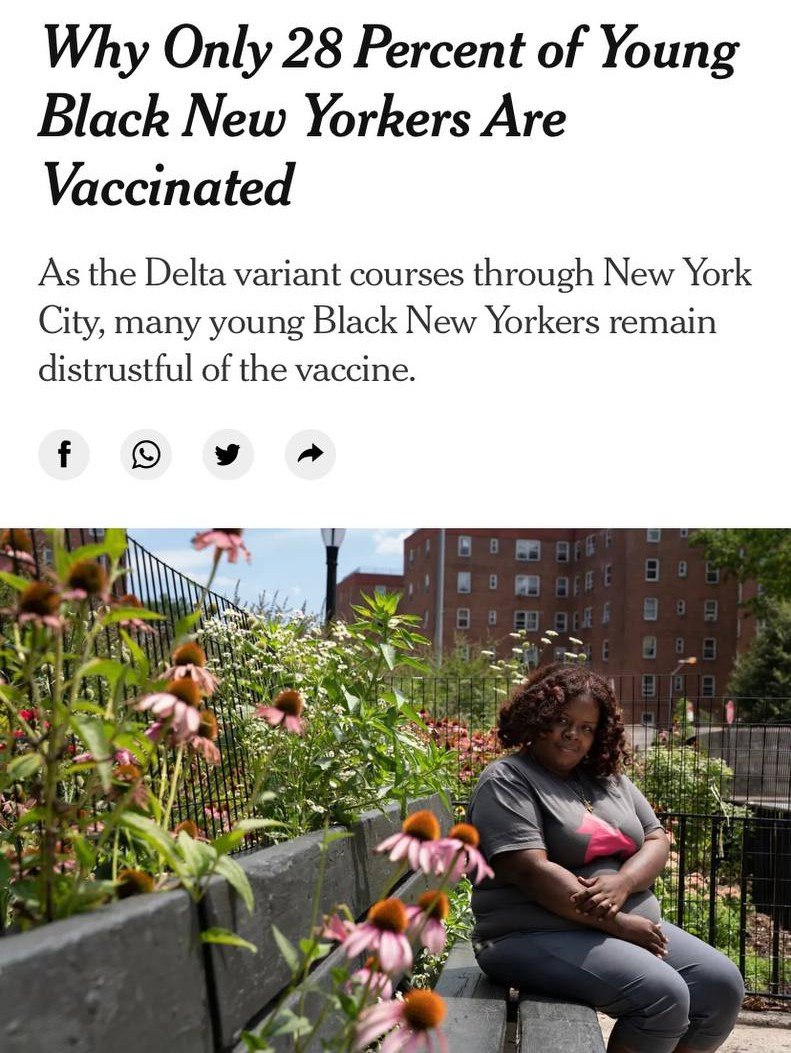 Why Only 28 Percent of Young
Black New Yorkers Are
Vaccinated
As the Delta variant courses through New York
City, many young Black New Yorkers remain
distrustful of the vaccine.